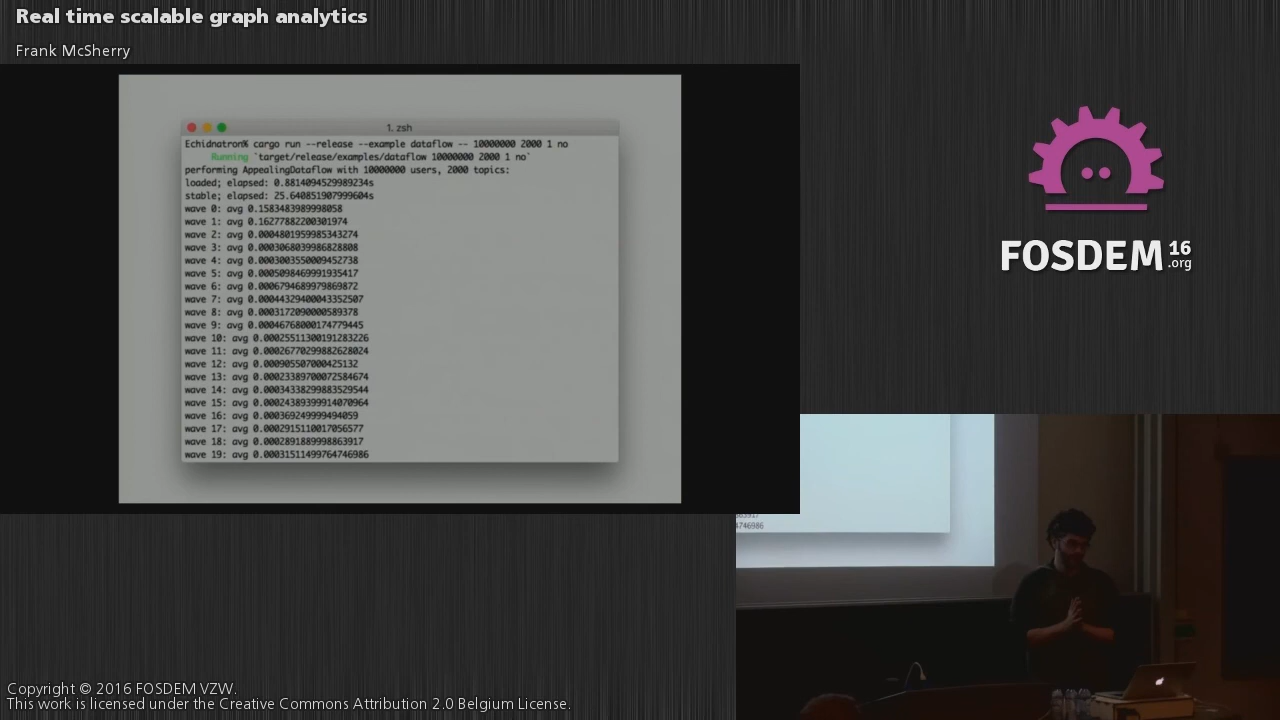 Real time scalable graph analytics
Frank McSherry
1. zsh
Echidnatron% cargo run --release --example dataflow -- 10000000 2000 1 no
Running `target/release/examples/dataflow 10000000 2000 1 no`
performing AppealingDataflow with 10000000 users, 2000 topics:
loaded; elapsed: 0.8814094529989234s
stable; elapsed: 25.640851907999604s
wave 0: avg 0.1583483989998058
wave 1: avg 0.16277882200301974
wave 2: avg 0.0004801959985343274
wave 3: avg 0.0003068039986828808
wave 4: avg 0.0003003550009452738
wave 5: avg 0.0005098469991935417
wave 6: avg 0.0006794689979869872
wave 7: avg 0.00044329400043352507
wave 8: avg 0.0003172090000589378
wave 9: avg 0.00046768000174779445
wave 10: avg 0.00025511300191283226
wave 11: avg 0.00026770299882628024
wave 12: avg 0.000905507000425132
wave 13: avg 0.00023389700072584674
wave 14: avg 0.00034338299883529544
wave 15: avg 0.00024389399914070964
wave 16: avg 0.000369249999494059
wave 17: avg 0.0002915110017056577
wave 18: avg 0.0002891889998863917
wave 19: avg 0.00031511499764746986
FOSDEM 16
.org
4746986
Copyright © 2016 FOSDEM VZW.
This work is licensed under the Creative Commons Attribution 2.0 Belgium License.